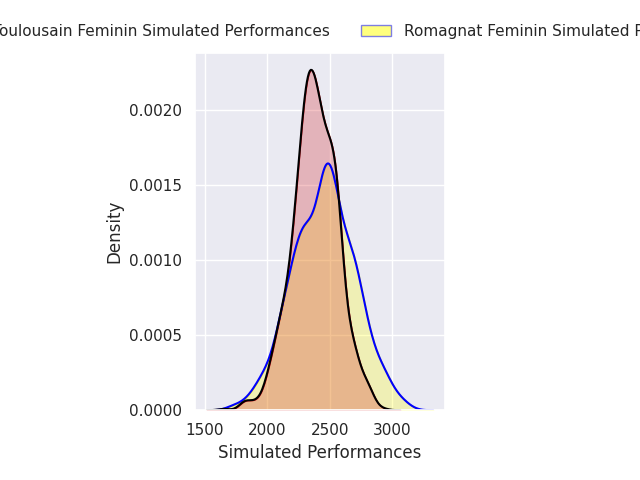 Toulousain Feminin Simulated Performances
Romagnat Feminin Simulated
Density
0.0020
0.0015
0.0010
0.0005
0.0000
1500 2000 2500 3000
Simulated Performances